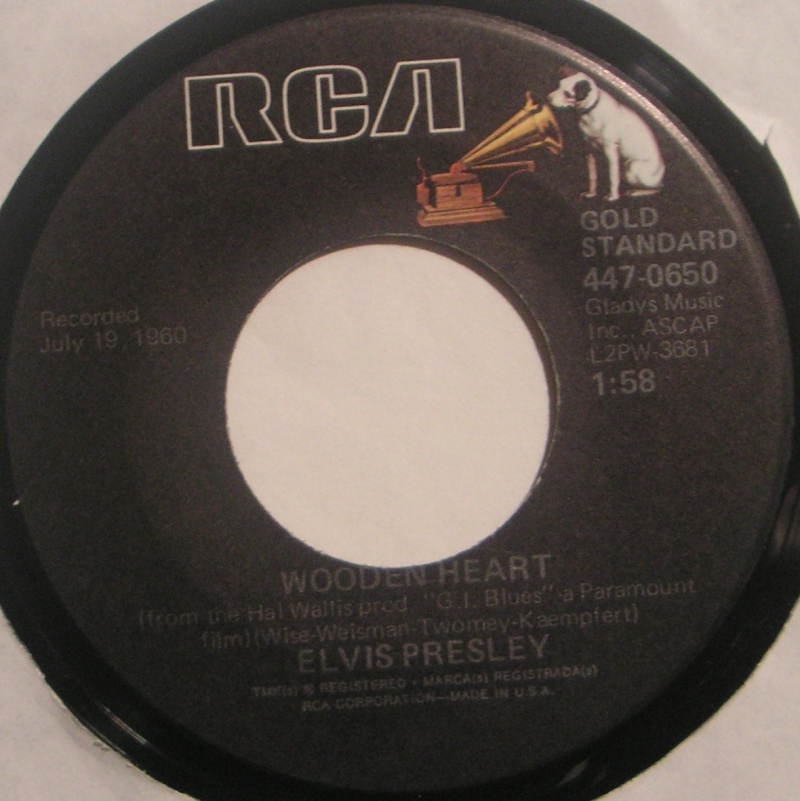 RCA
GOLD
STANDARD
447-0650
Gladys Music
Inc., ASCAP
L2PW-3681
1:58
Recorded
July 19, 1960
WOODEN HEART
(from the Hal Wallis prod. "G.I. Blues"-a Paramount
film)(Wise-Weisman-Twomey-Kaempfert)
ELVIS PRESLEY
TMK(s) ® REGISTERED • MARCA(s) REGISTRADA(s)
RCA CORPORATION—MADE IN U.S.A.